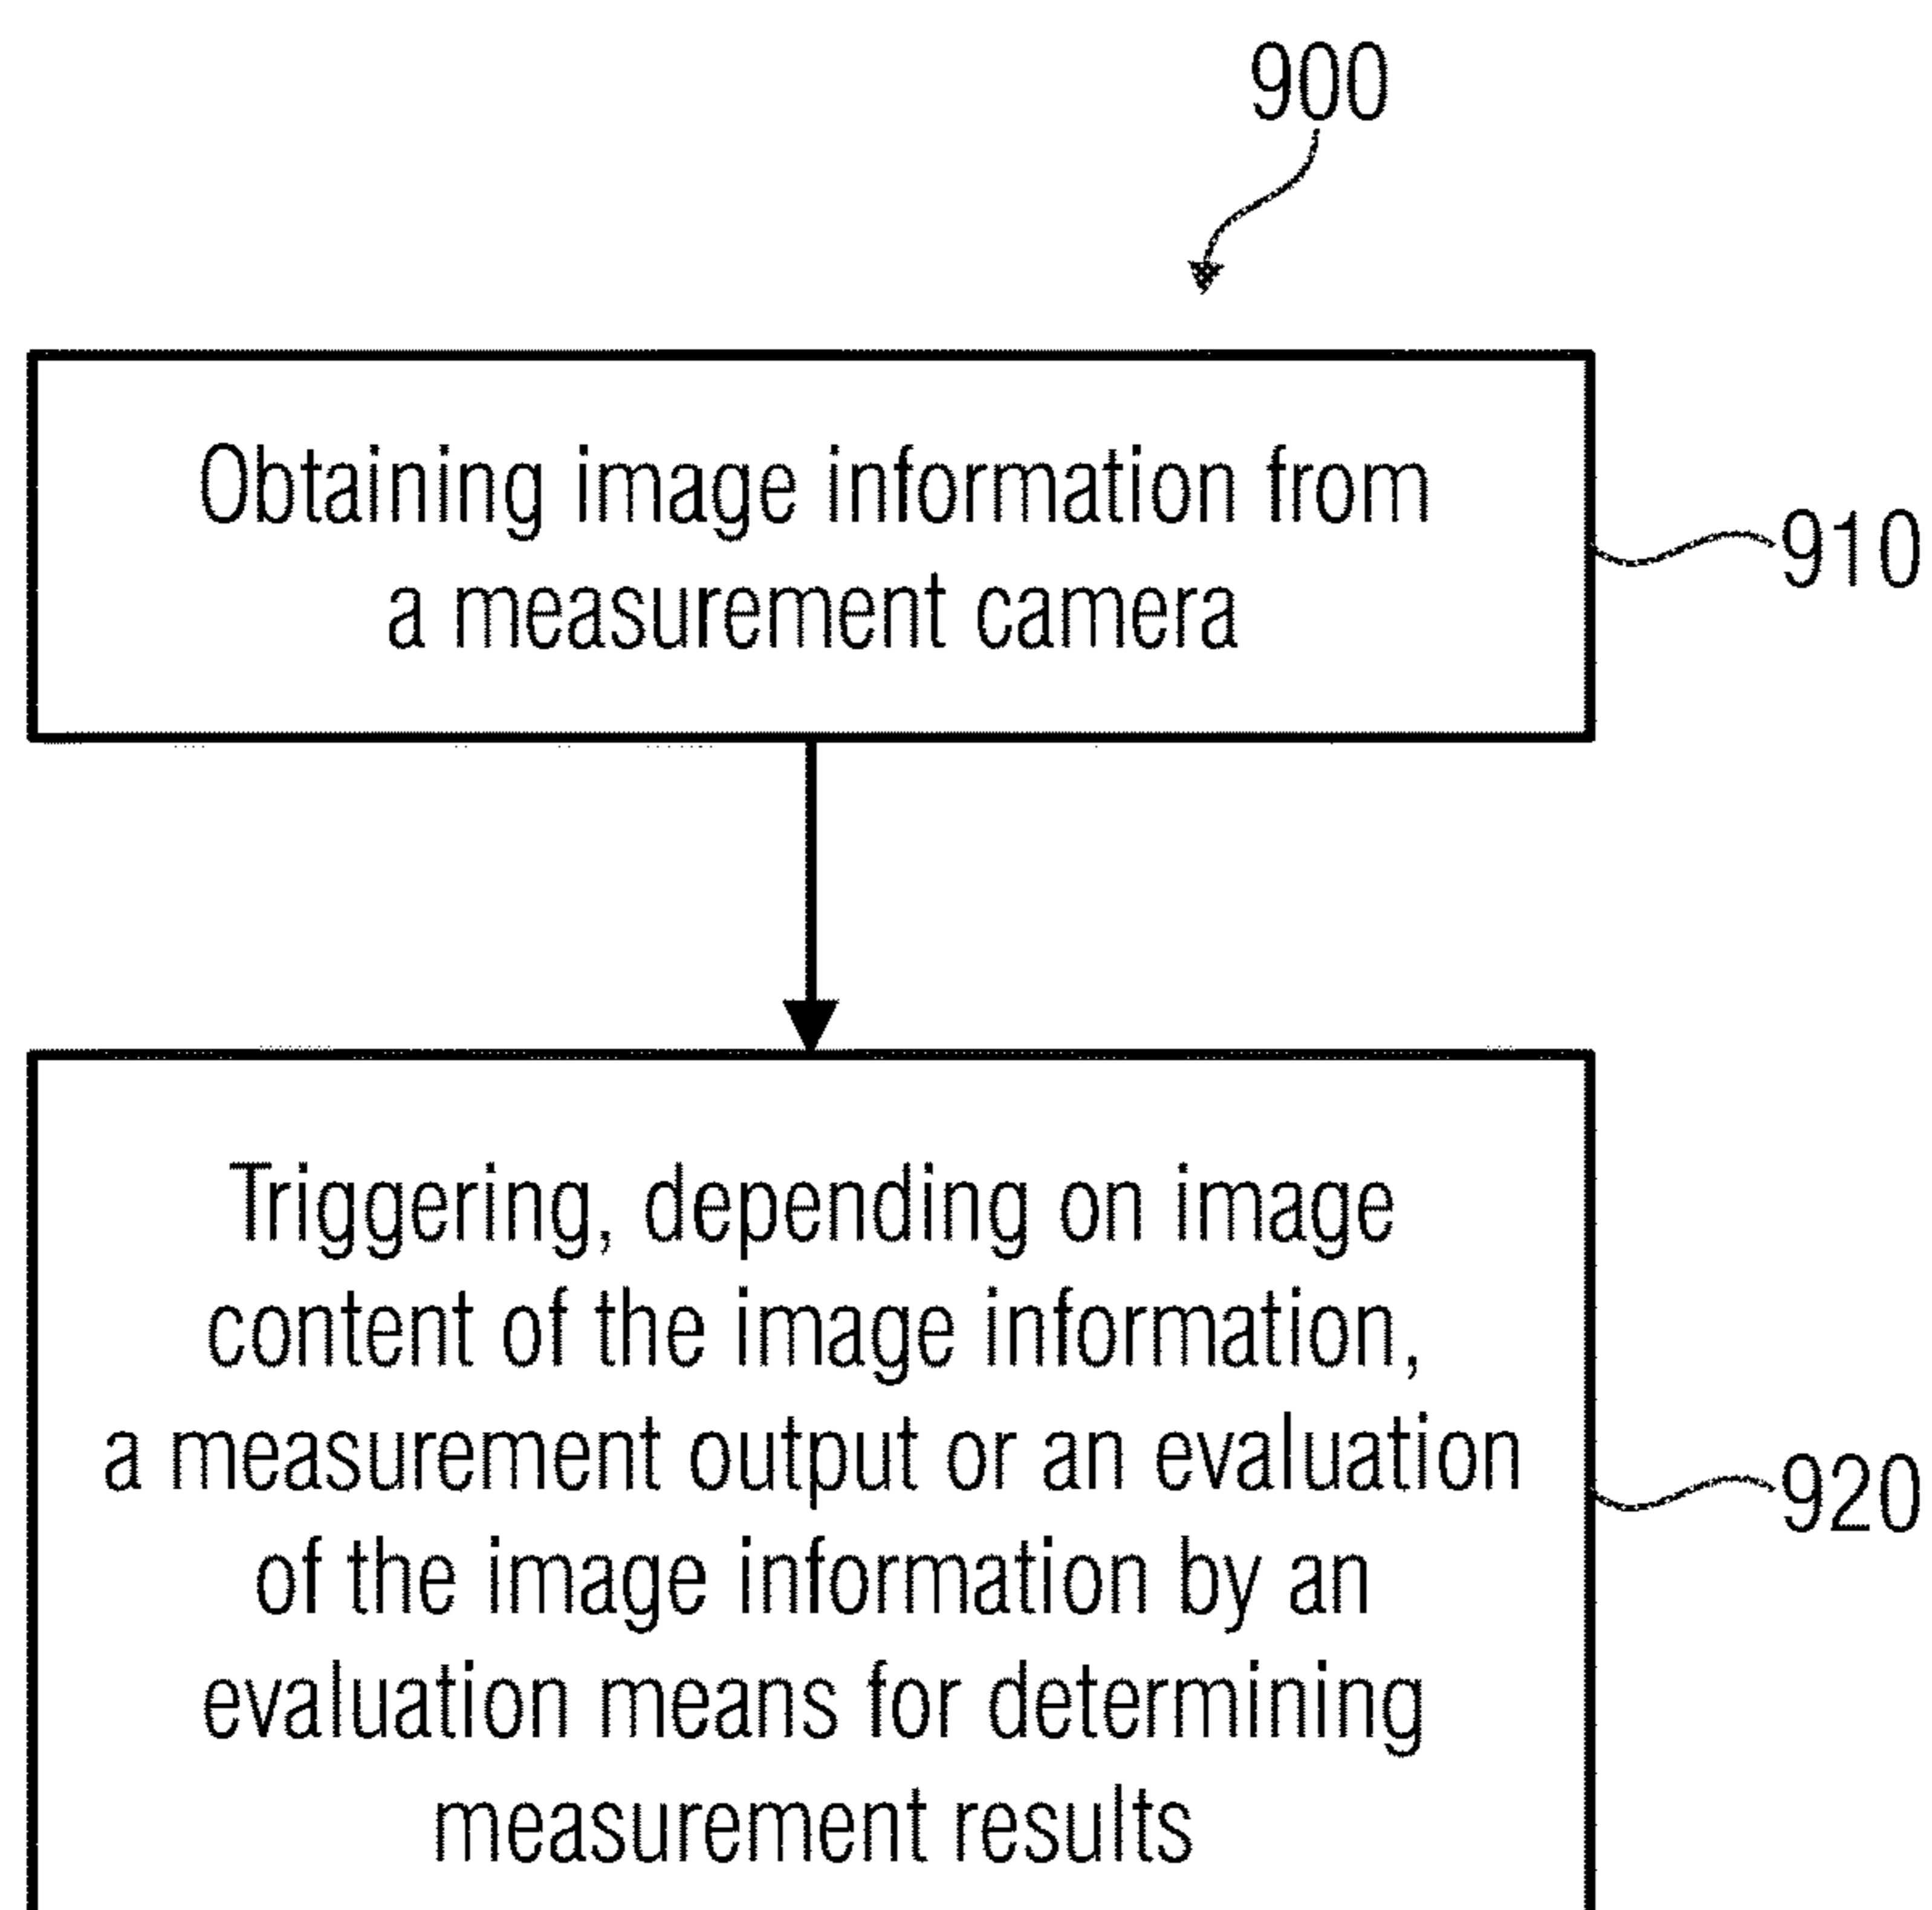 900
Obtaining image information from
a measurement camera
910
Triggering, depending on image
content of the image information,
a measurement output or an evaluation
of the image information by an
evaluation means for determining
measurement results
920